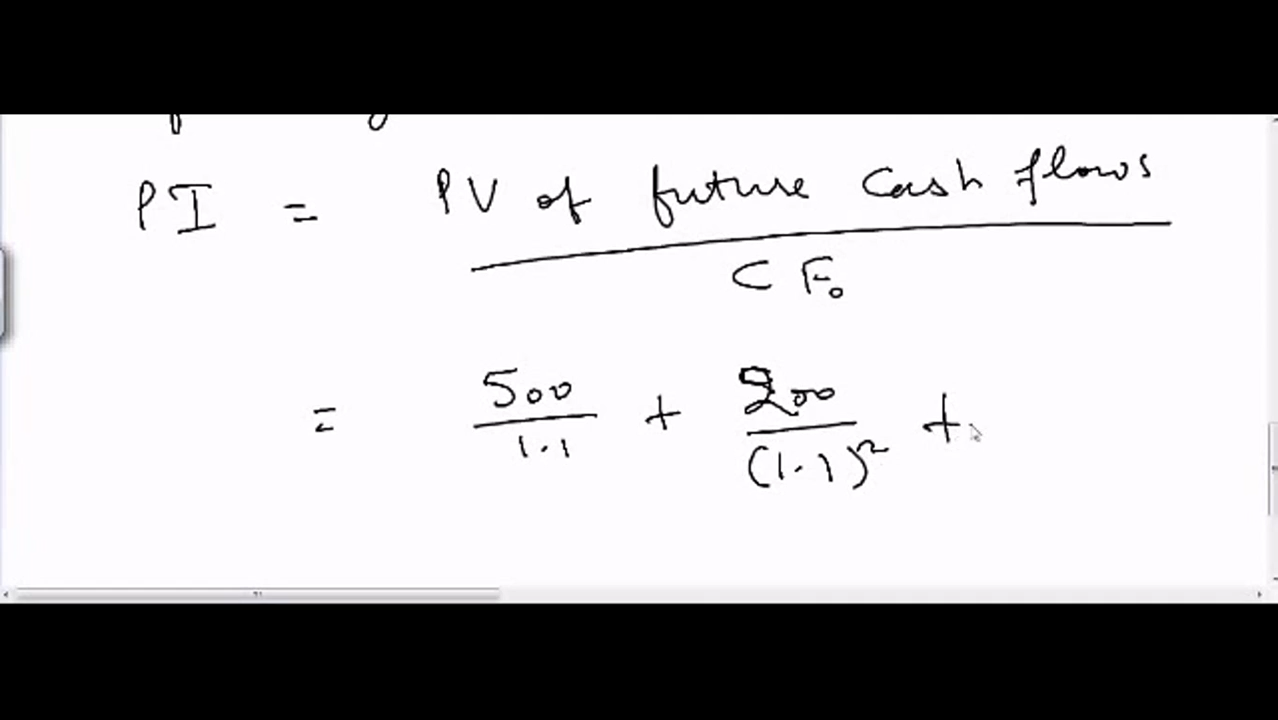 PI = PV of future Cash flows
CF₀
= 500/1.1 + 200/(1.1)² +